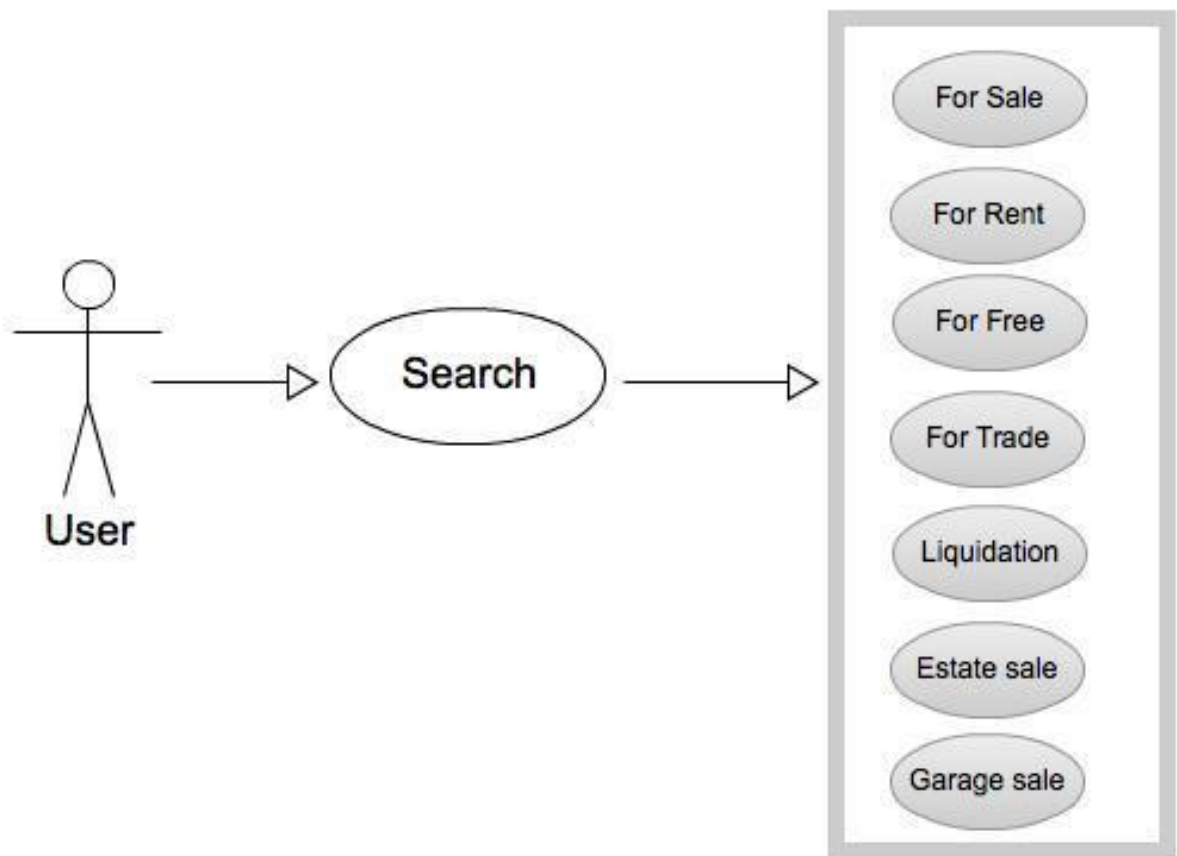 For Sale
For Rent
For Free
Search
For Trade
User
Liquidation
Estate sale
Garage sale